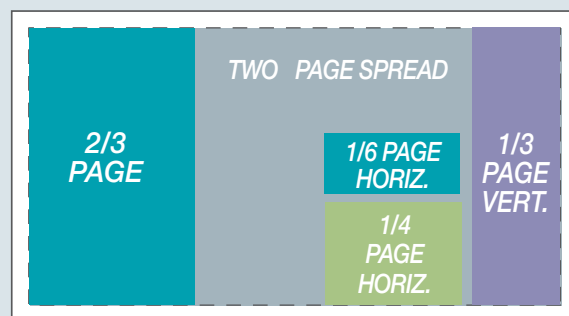 TWO PAGE SPREAD
2/3
PAGE
1/6 PAGE
HORIZ.
1/3
PAGE
VERT.
1/4
PAGE
HORIZ.